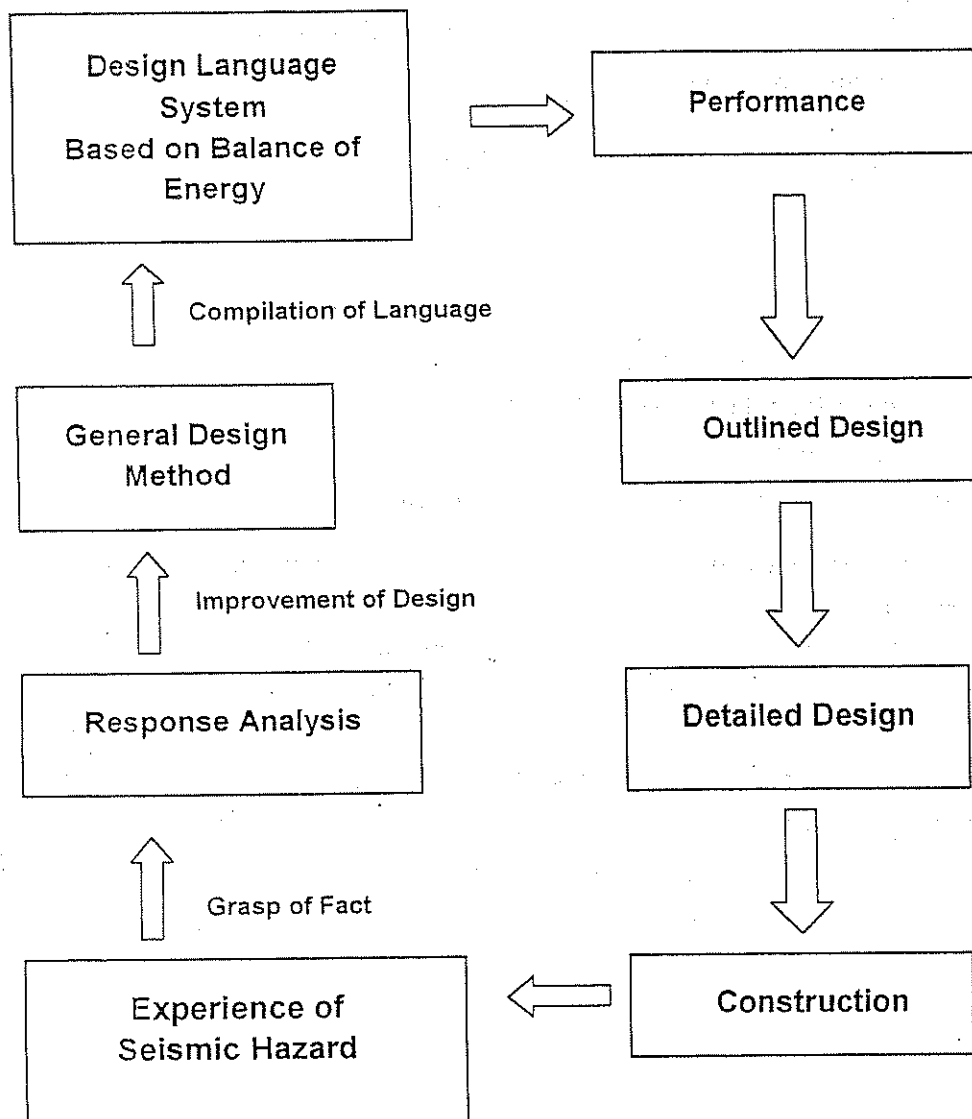 Design Language
System
Based on Balance of
Energy
Performance
Compilation of Language
General Design
Method
Outlined Design
Improvement of Design
Response Analysis
Detailed Design
Grasp of Fact
Experience of
Seismic Hazard
Construction